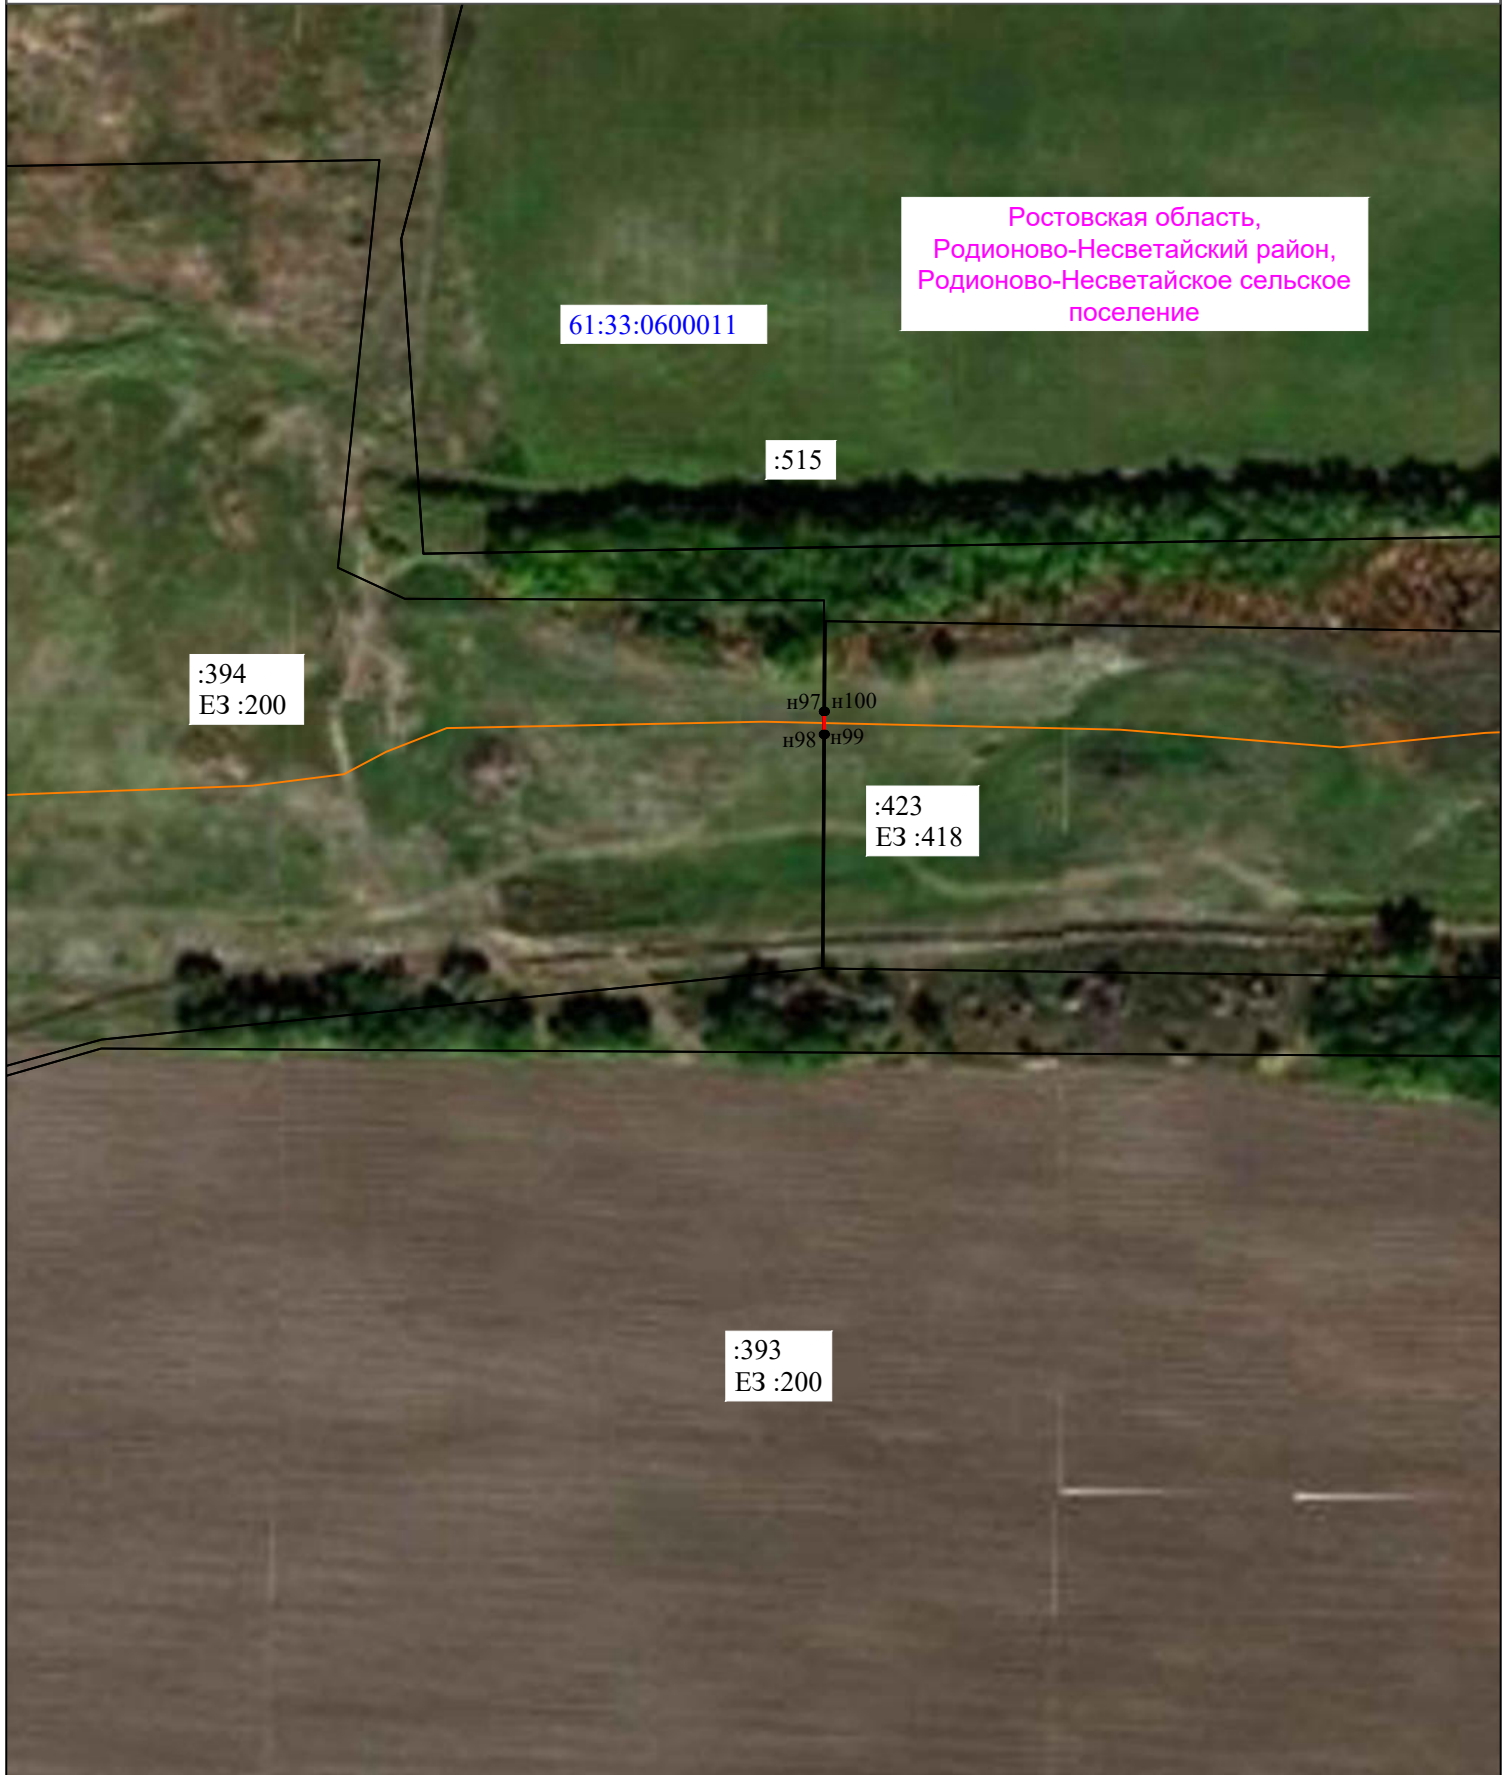 Ростовская область,
Родионово-Несветайский район,
Родионово-Несветайское сельское
поселение
61:33:0600011
:515
:394
ЕЗ :200
н97 н100
н98 н99
:423
ЕЗ :418
:393
ЕЗ :200